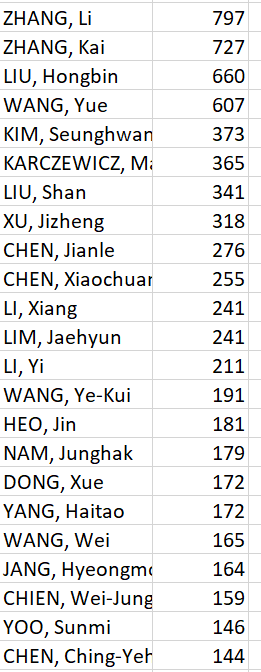 ZHANG, Li 797
ZHANG, Kai 727
LIU, Hongbin 660
WANG, Yue 607
KIM, Seunghwan 373
KARCZEWICZ, Ma 365
LIU, Shan 341
XU, Jizheng 318
CHEN, Jianle 276
CHEN, Xiaochuan 255
LI, Xiang 241
LIM, Jaehyun 241
LI, Yi 211
WANG, Ye-Kui 191
HEO, Jin 181
NAM, Junghak 179
DONG, Xue 172
YANG, Haitao 172
WANG, Wei 165
JANG, Hyeongmo 164
CHIEN, Wei-Jung 159
YOO, Sunmi 146
CHEN, Ching-Yeh 144